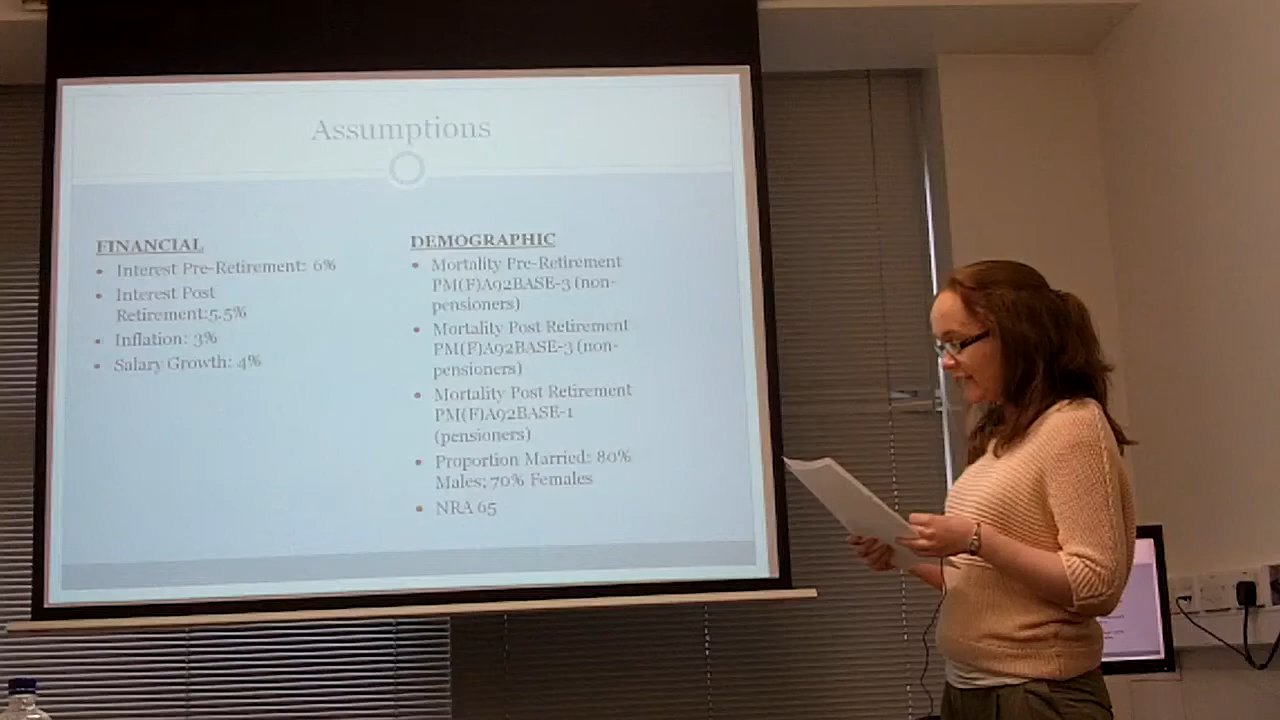 Assumptions
FINANCIAL
• Interest Pre-Retirement: 6%
• Interest Post
Retirement:5.5%
• Inflation: 3%
• Salary Growth: 4%
DEMOGRAPHIC
• Mortality Pre-Retirement
PM(F)A92BASE-3 (non-
pensioners)
• Mortality Post Retirement
PM(F)A92BASE-3 (non-
pensioners)
• Mortality Post Retirement
PM(F)A92BASE-1
(pensioners)
• Proportion Married: 80%
Males; 70% Females
• NRA 65